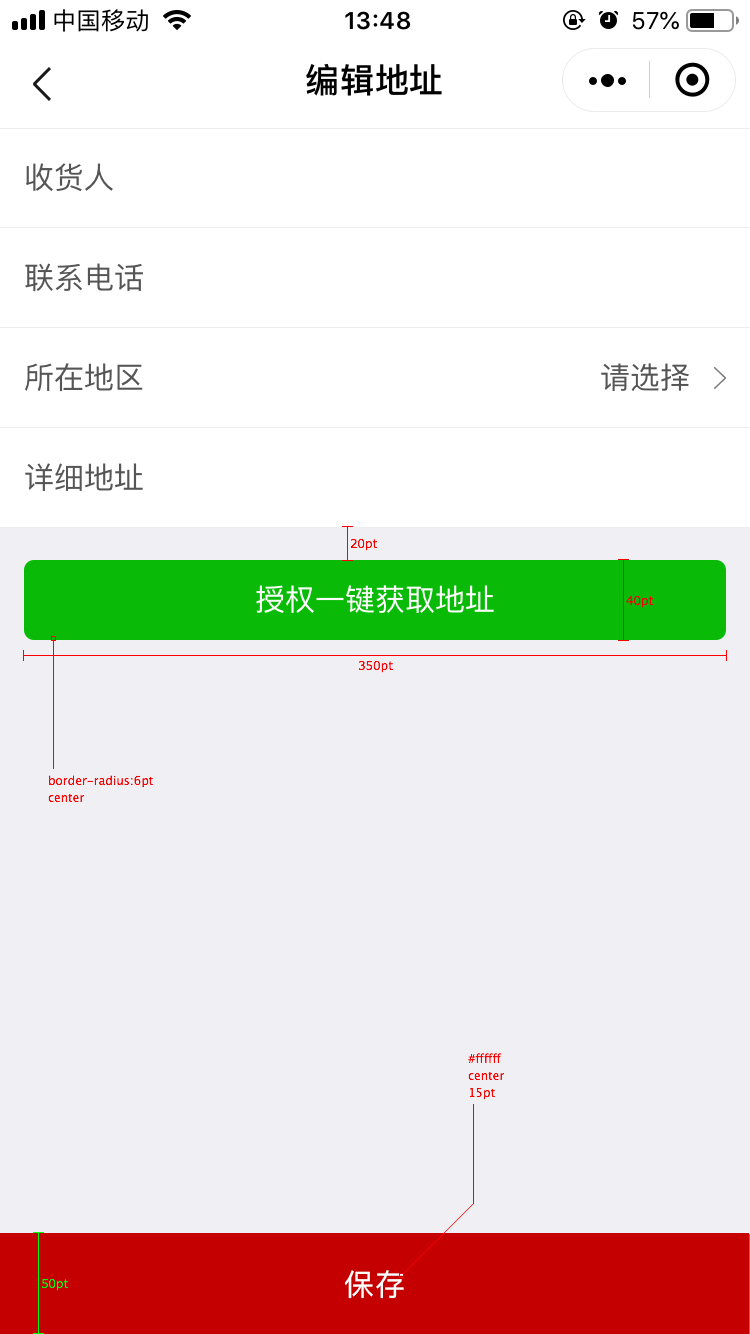 中国移动 13:48 57%
编辑地址
收货人
联系电话
所在地区 请选择
详细地址
20pt
授权一键获取地址 40pt
350pt
border-radius:6pt
center
#ffffff
center
15pt
50pt 保存